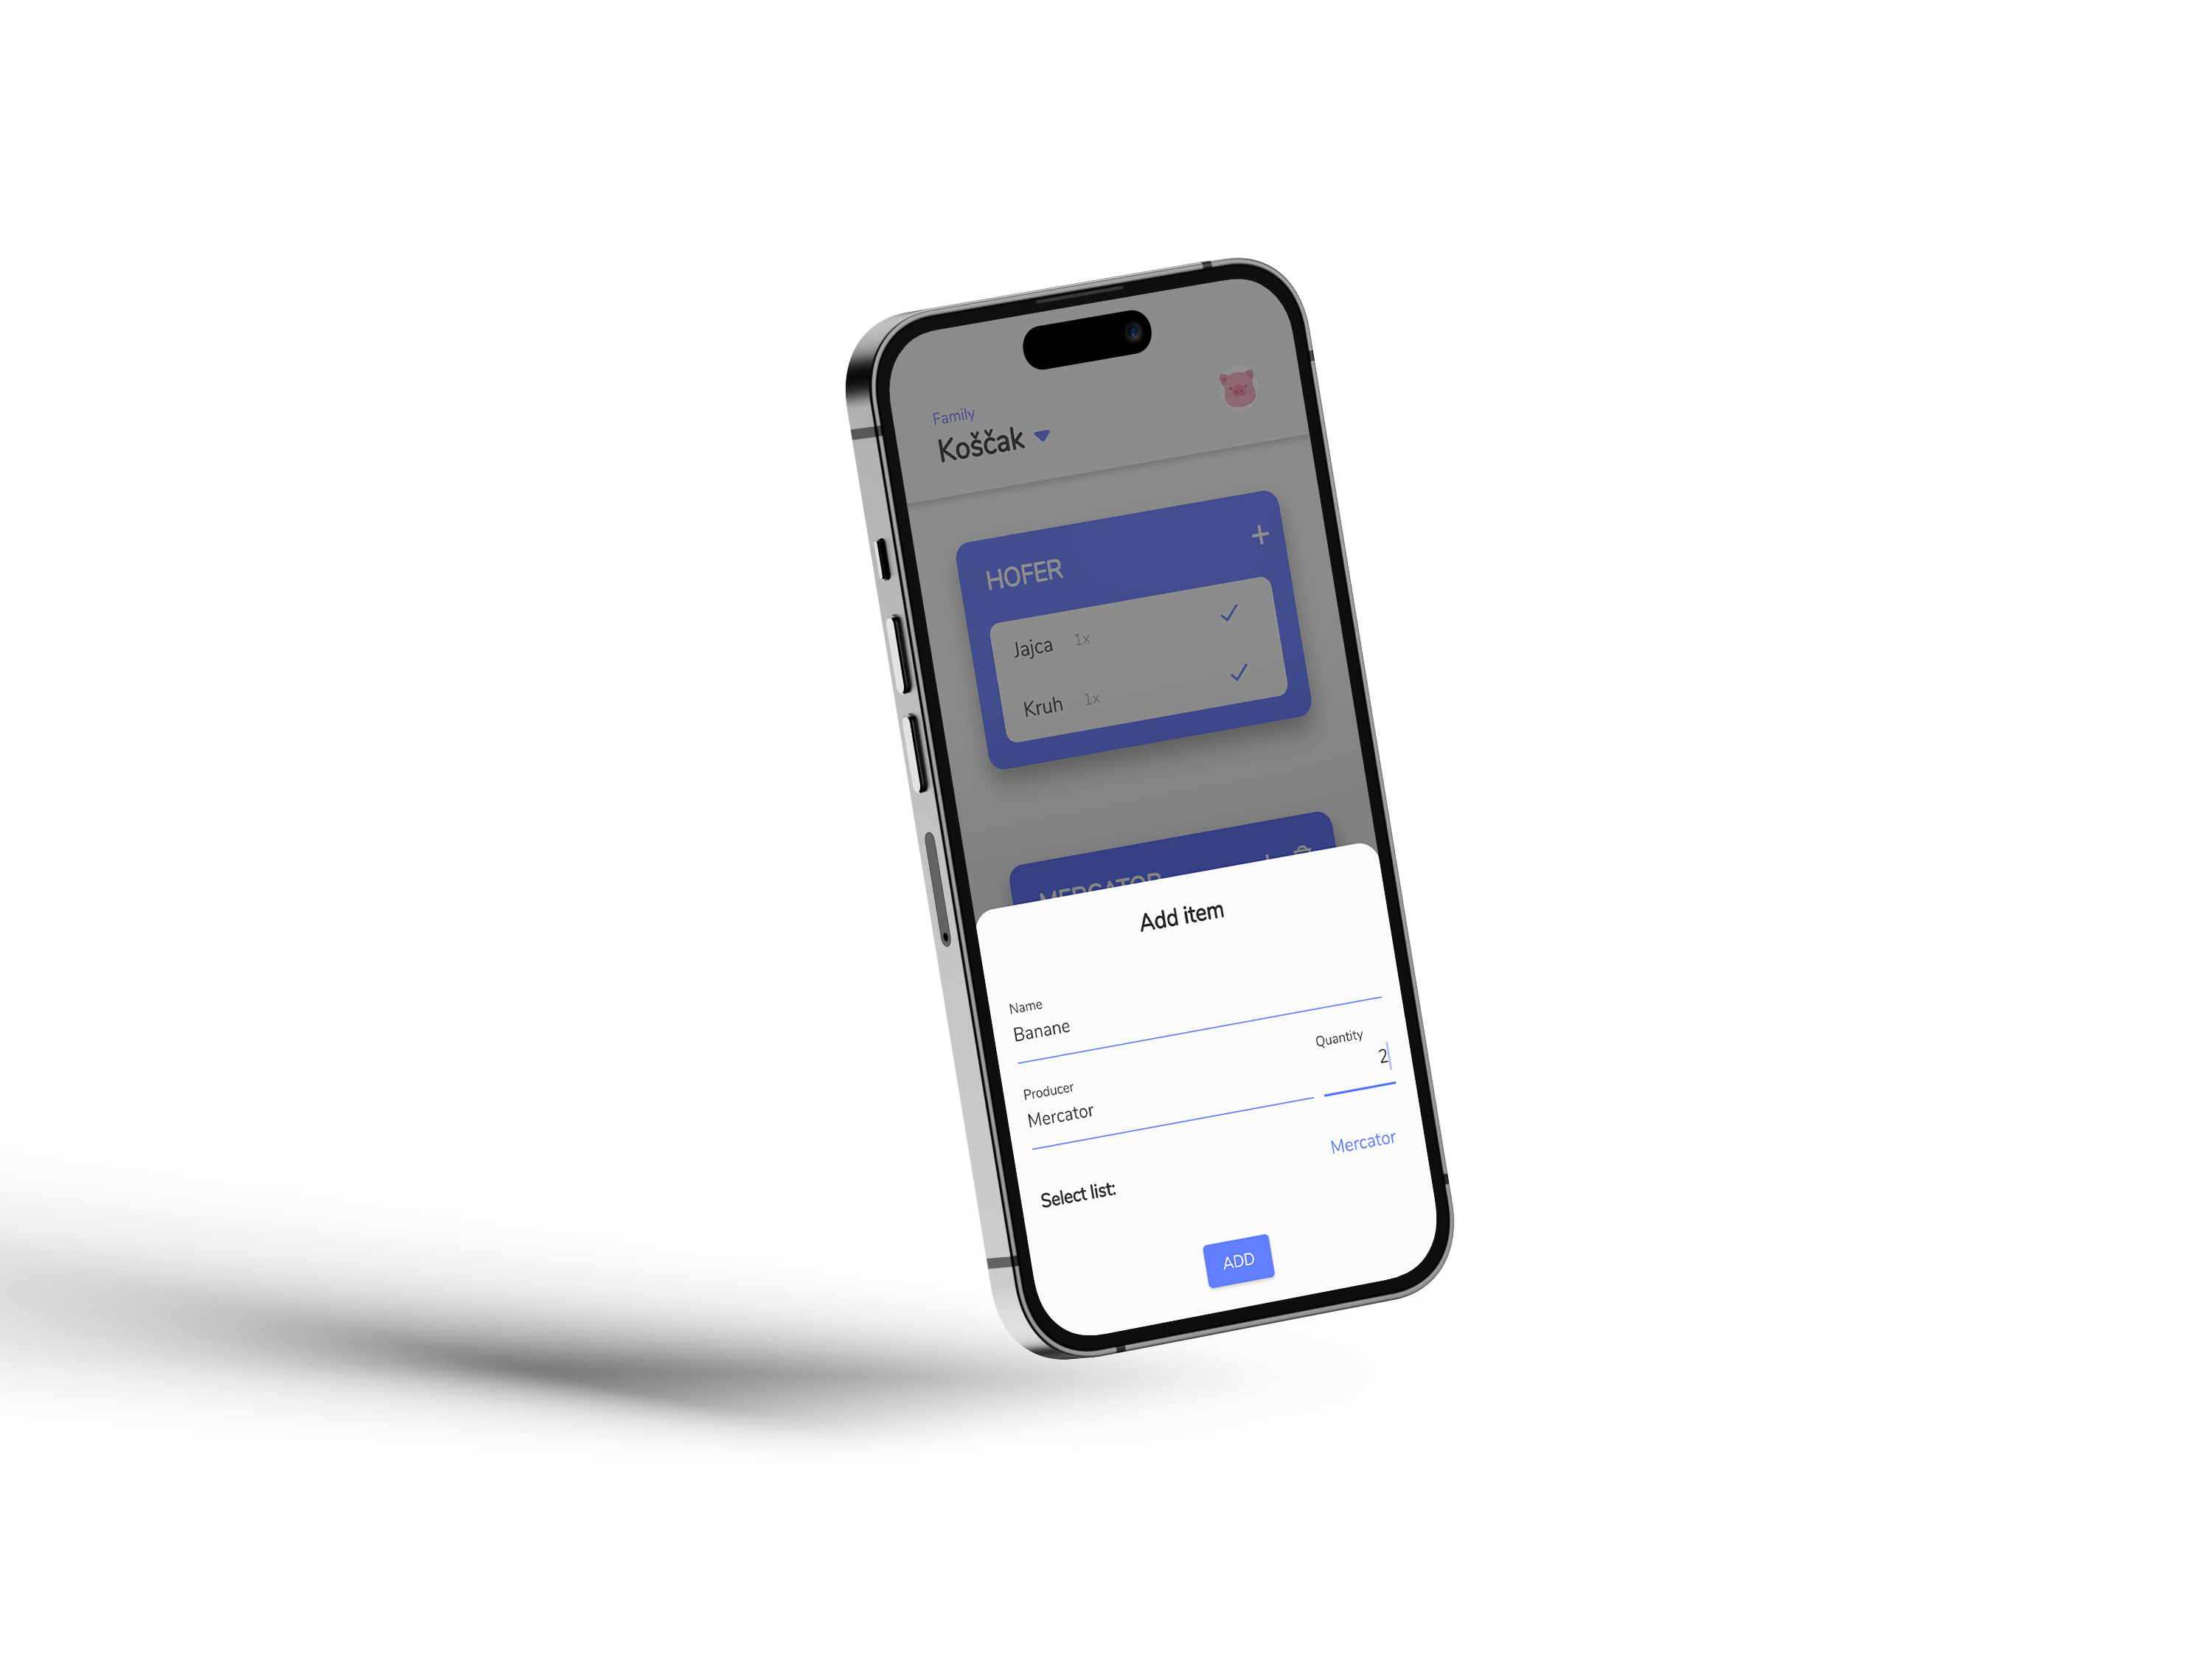 Family
Koščak
HOFER
Jajca 1x
Kruh 1x
MERCATOR
Add item
Name
Banane
Quantity
2
Producer
Mercator
Mercator
Select list:
ADD